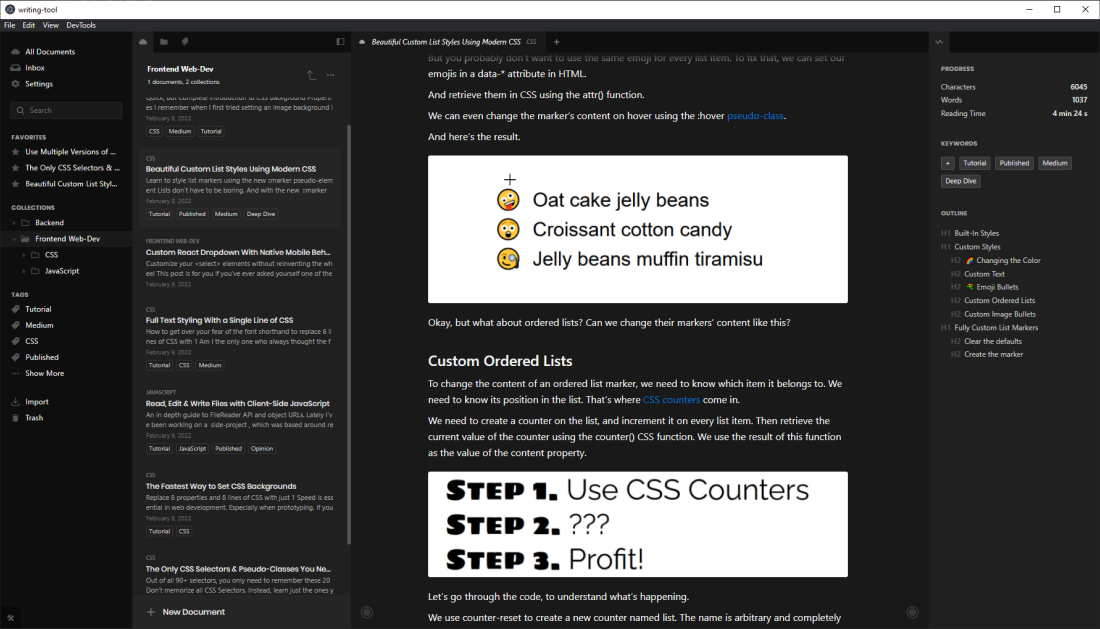 writing-tool
File Edit View DevTools
All Documents
Inbox
Settings
Search
FAVORITES
Use Multiple Versions of ...
The Only CSS Selectors & ...
Beautiful Custom List Styl...
COLLECTIONS
Backend
Frontend Web-Dev
CSS
JavaScript
TAGS
Tutorial
Medium
CSS
Published
Show More
Import
Trash
Frontend Web-Dev
1 documents, 2 collections
Quick, but complete introduction to CSS Background Properti
es I remember when I first tried setting an image background i
February 8, 2022
CSS Medium Tutorial
CSS
Beautiful Custom List Styles Using Modern CSS
Learn to style list markers using the new ::marker pseudo-elem
ent Lists don't have to be boring. And with the new ::marker
February 8, 2022
Tutorial Published Medium Deep Dive
FRONTEND WEB-DEV
Custom React Dropdown With Native Mobile Beh...
Customize your <select> elements without reinventing the wh
eel This post is for you if you've ever asked yourself one of the
February 9, 2022
CSS
Full Text Styling With a Single Line of CSS
How to get over your fear of the font shorthand to replace 6 li
nes of CSS with 1 Am I the only one who always thought the f
February 9, 2022
Tutorial CSS Medium
JAVASCRIPT
Read, Edit & Write Files with Client-Side JavaScript
An in depth guide to FileReader API and object URLs. Lately I'v
e been working on a side-project , which was based around re
February 9, 2022
Tutorial JavaScript Published Opinion
CSS
The Fastest Way to Set CSS Backgrounds
Replace 8 properties and 8 lines of CSS with just 1 Speed is ess
ential in web development. Especially when prototyping. If you
February 8, 2022
Tutorial CSS
CSS
The Only CSS Selectors & Pseudo-Classes You Ne...
Out of all 90+ selectors, you only need to remember these 20
Don't memorize all CSS Selectors. Instead, learn just the ones y
+ New Document
Beautiful Custom List Styles Using Modern CSS CSS +
But you probably don't want to use the same emoji for every list item. To fix that, we can set our
emojis in a data-* attribute in HTML.
And retrieve them in CSS using the attr() function.
We can even change the marker's content on hover using the :hover pseudo-class.
And here's the result.
🤪 Oat cake jelly beans
😲 Croissant cotton candy
🧐 Jelly beans muffin tiramisu
Okay, but what about ordered lists? Can we change their markers' content like this?
Custom Ordered Lists
To change the content of an ordered list marker, we need to know which item it belongs to. We
need to know its position in the list. That's where CSS counters come in.
We need to create a counter on the list, and increment it on every list item. Then retrieve the
current value of the counter using the counter() CSS function. We use the result of this function
as the value of the content property.
STEP 1. Use CSS Counters
STEP 2. ???
STEP 3. Profit!
Let's go through the code, to understand what's happening.
We use counter-reset to create a new counter named list. The name is arbitrary and completely
PROGRESS
Characters 6045
Words 1037
Reading Time 4 min 24 s
KEYWORDS
+ Tutorial Published Medium
Deep Dive
OUTLINE
H1 Built-In Styles
H1 Custom Styles
H2 🌈 Changing the Color
H2 Custom Text
H2 🔫 Emoji Bullets
H2 Custom Ordered Lists
H2 Custom Image Bullets
H1 Fully Custom List Markers
H2 Clear the defaults
H2 Create the marker